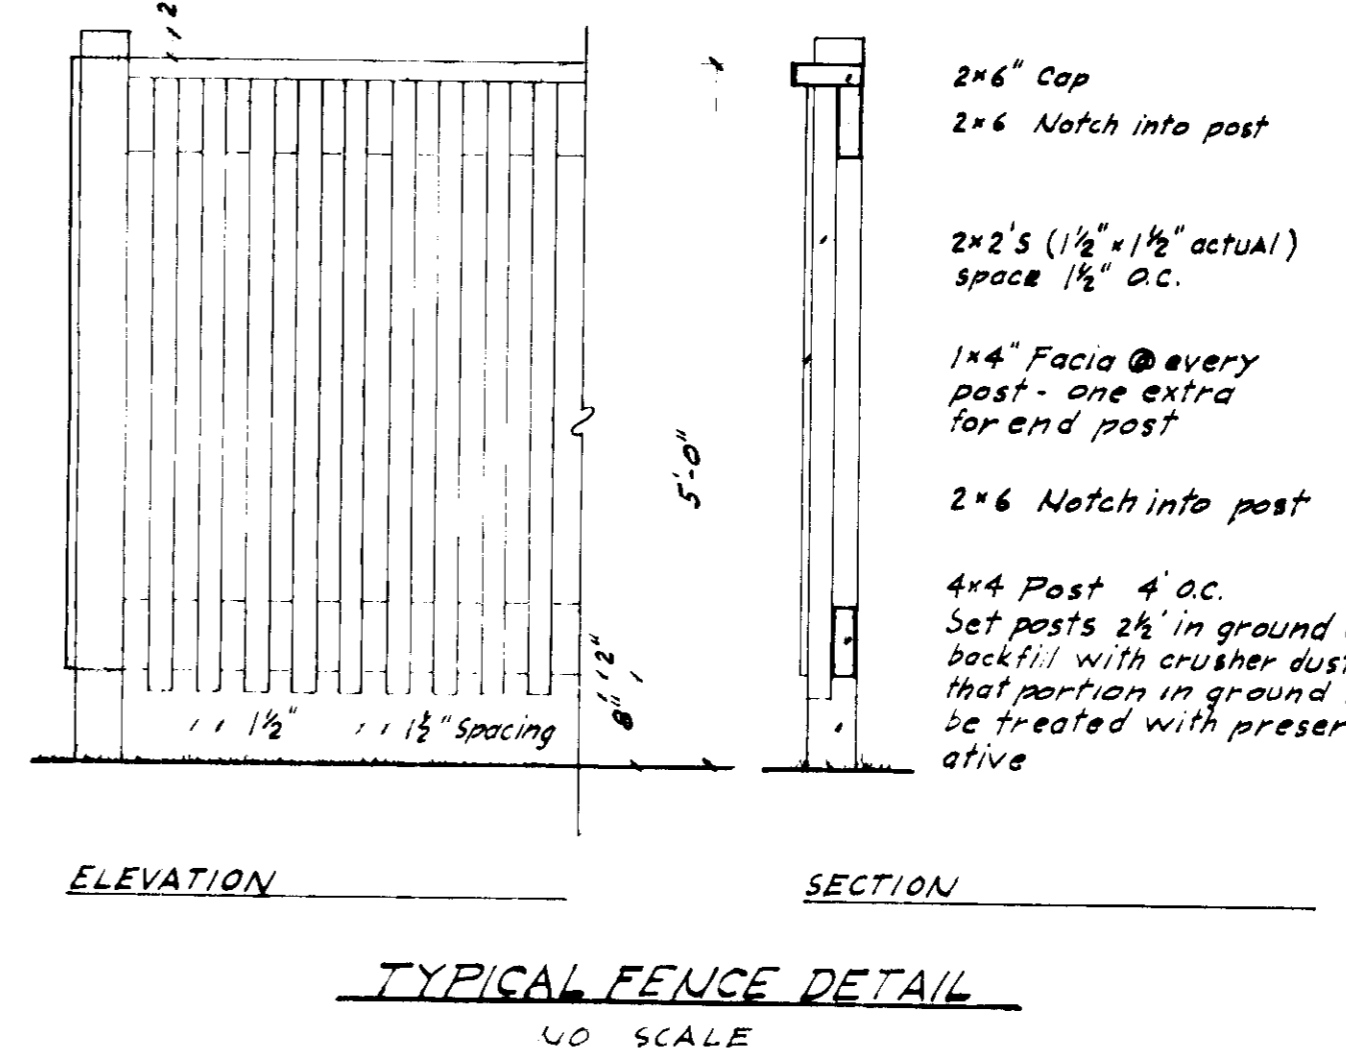 2
2×6" Cap
2×6 Notch into post
2×2's (1½"×1½" actual)
space 1½" O.C.
1×4" Facia @ every
post - one extra
for end post
5'-0"
2×6 Notch into post
4×4 Post 4' O.C.
Set posts 2½' in ground
backfill with crusher dust
that portion in ground
be treated with preser
ative
2"
8"
1½"
1½" Spacing
ELEVATION
SECTION
TYPICAL FENCE DETAIL
NO SCALE